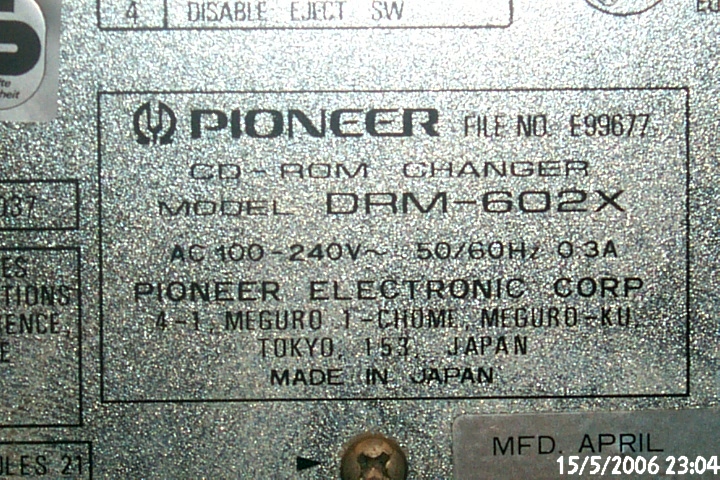 4 DISABLE EJECT SW
PIONEER FILE NO. E99677
CD-ROM CHANGER
MODEL DRM-602X
AC 100-240V~ 50/60Hz 0.3A
PIONEER ELECTRONIC CORP.
4-1, MEGURO 1-CHOME, MEGURO-KU,
TOKYO, 153, JAPAN
MADE IN JAPAN
MFD. APRIL
15/5/2006 23:04